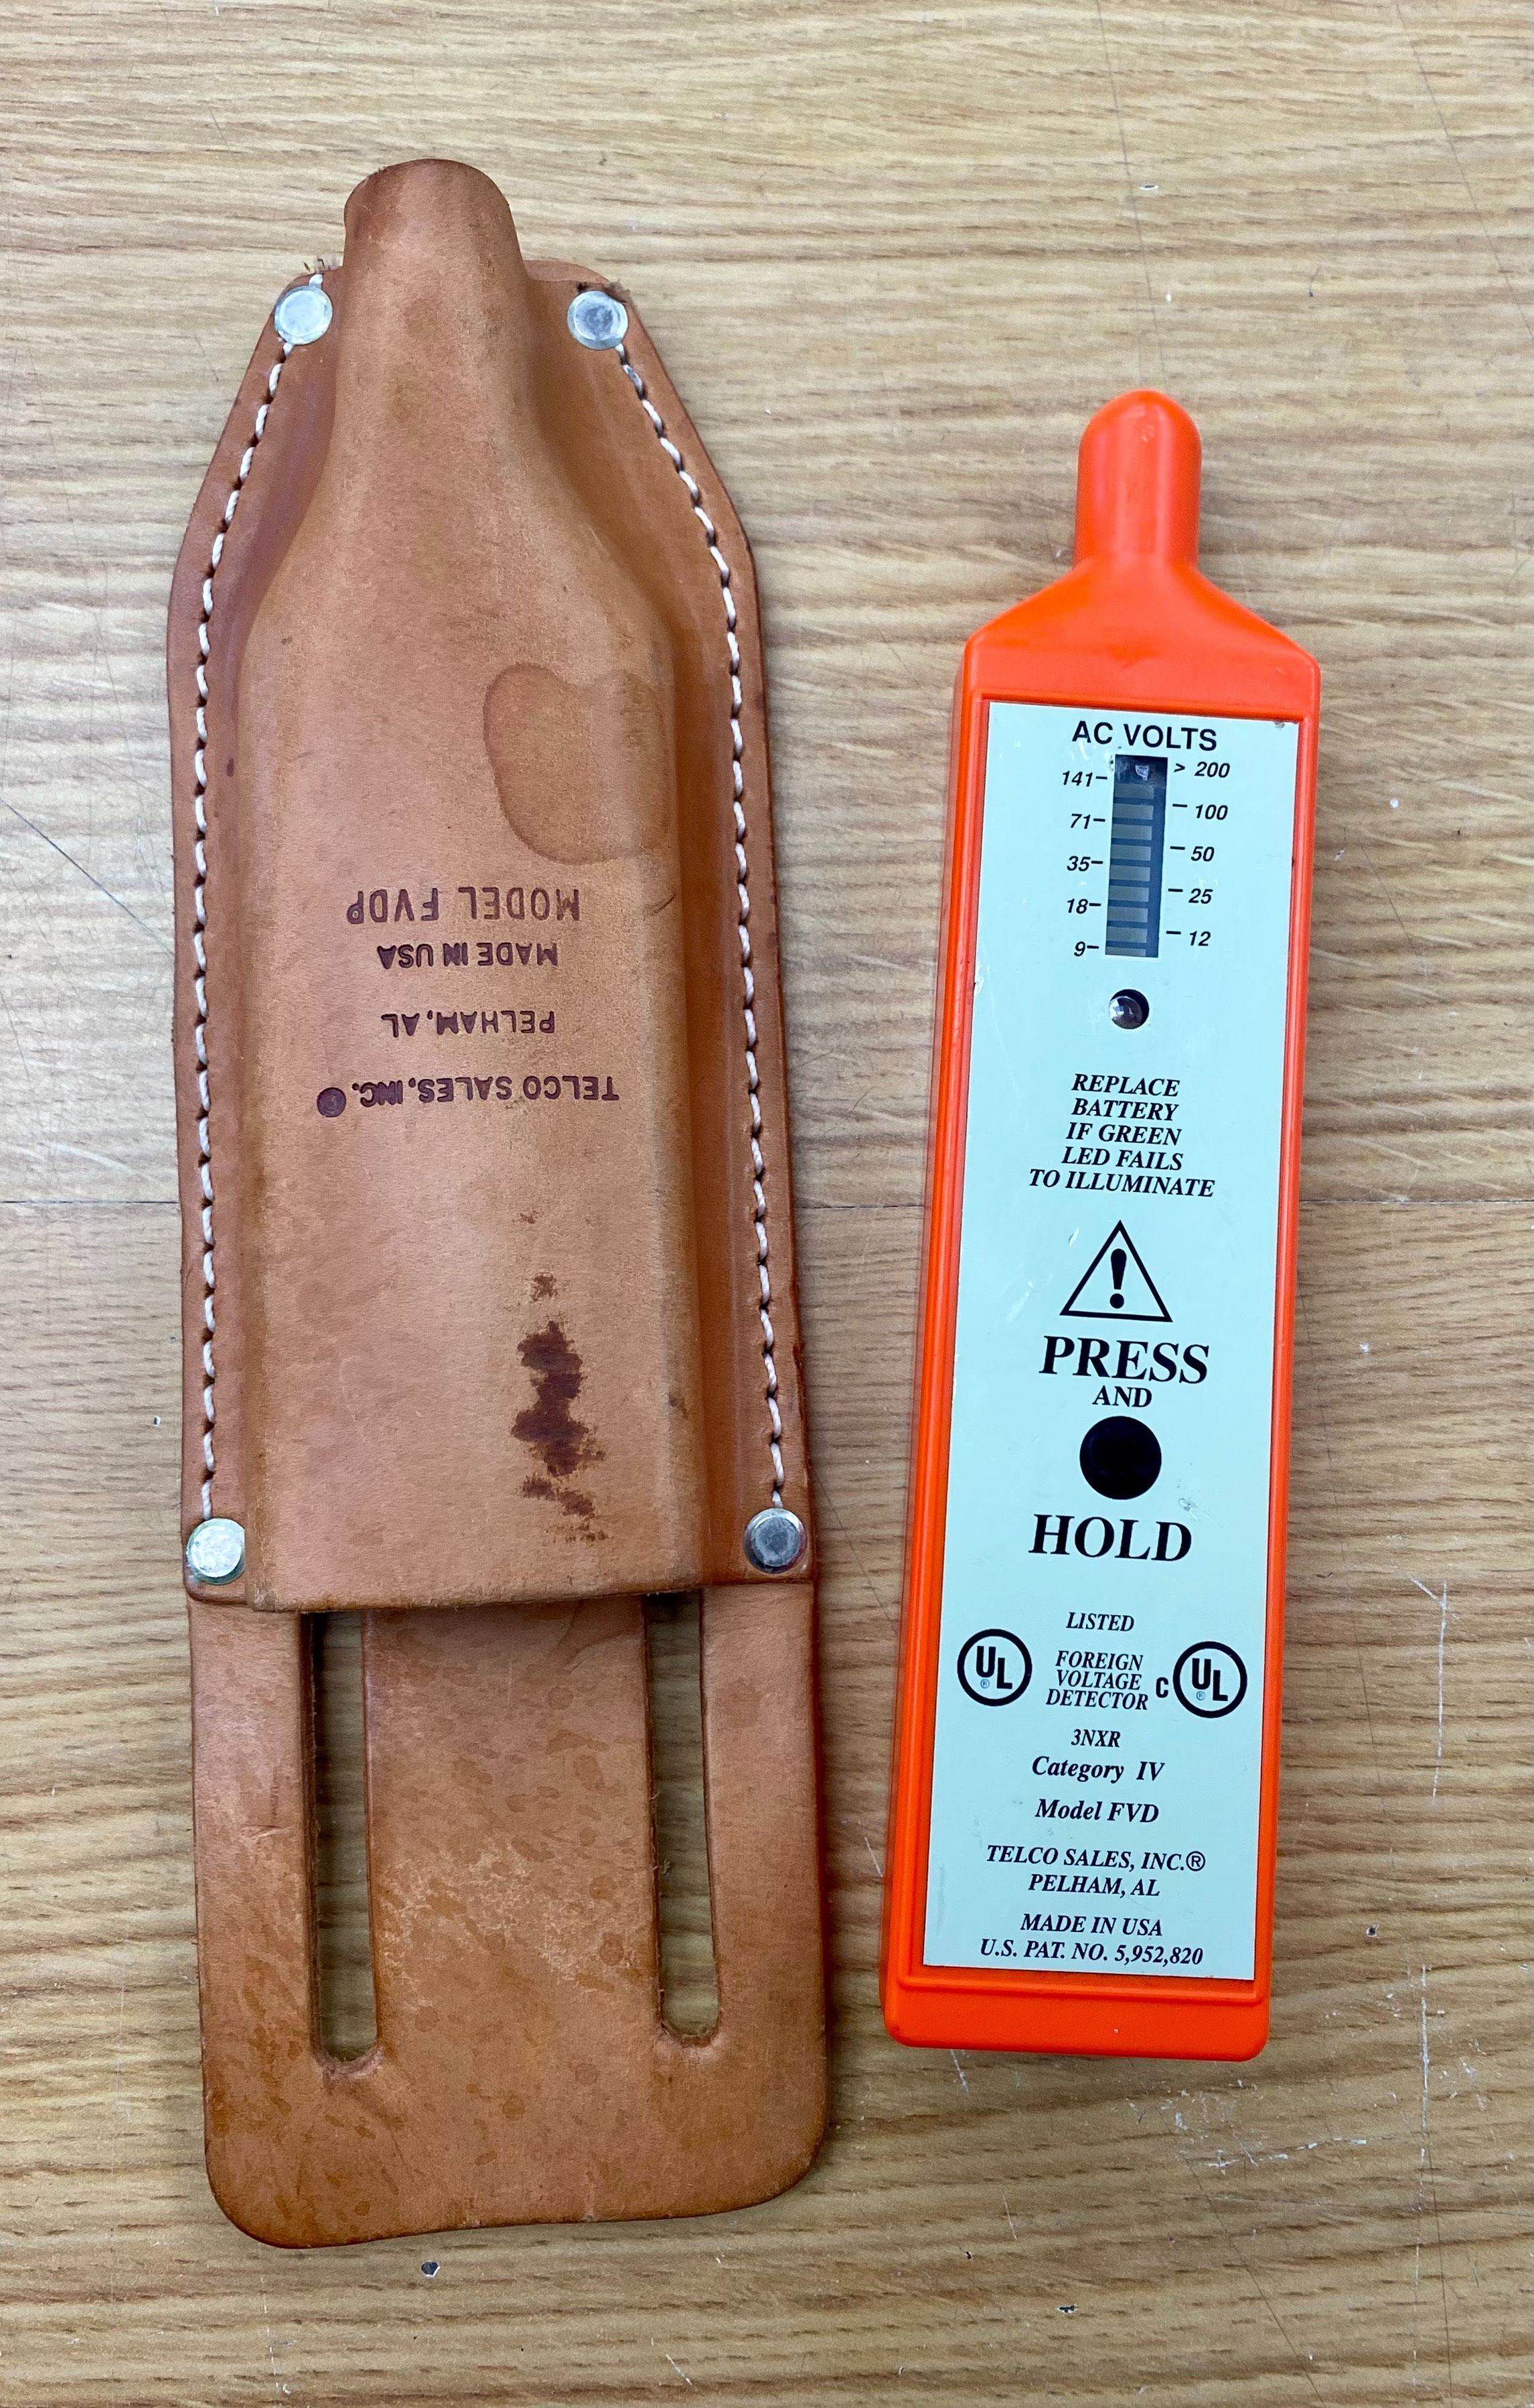 TELCO SALES, INC.®
PELHAM, AL
MADE IN USA
MODEL FVDP
AC VOLTS
141 > 200
71 100
35 50
18 25
9 12
REPLACE
BATTERY
IF GREEN
LED FAILS
TO ILLUMINATE
!
PRESS
AND
HOLD
LISTED
UL ® FOREIGN C UL ®
VOLTAGE
DETECTOR
3NXR
Category IV
Model FVD
TELCO SALES, INC.®
PELHAM, AL
MADE IN USA
U.S. PAT. NO. 5,952,820